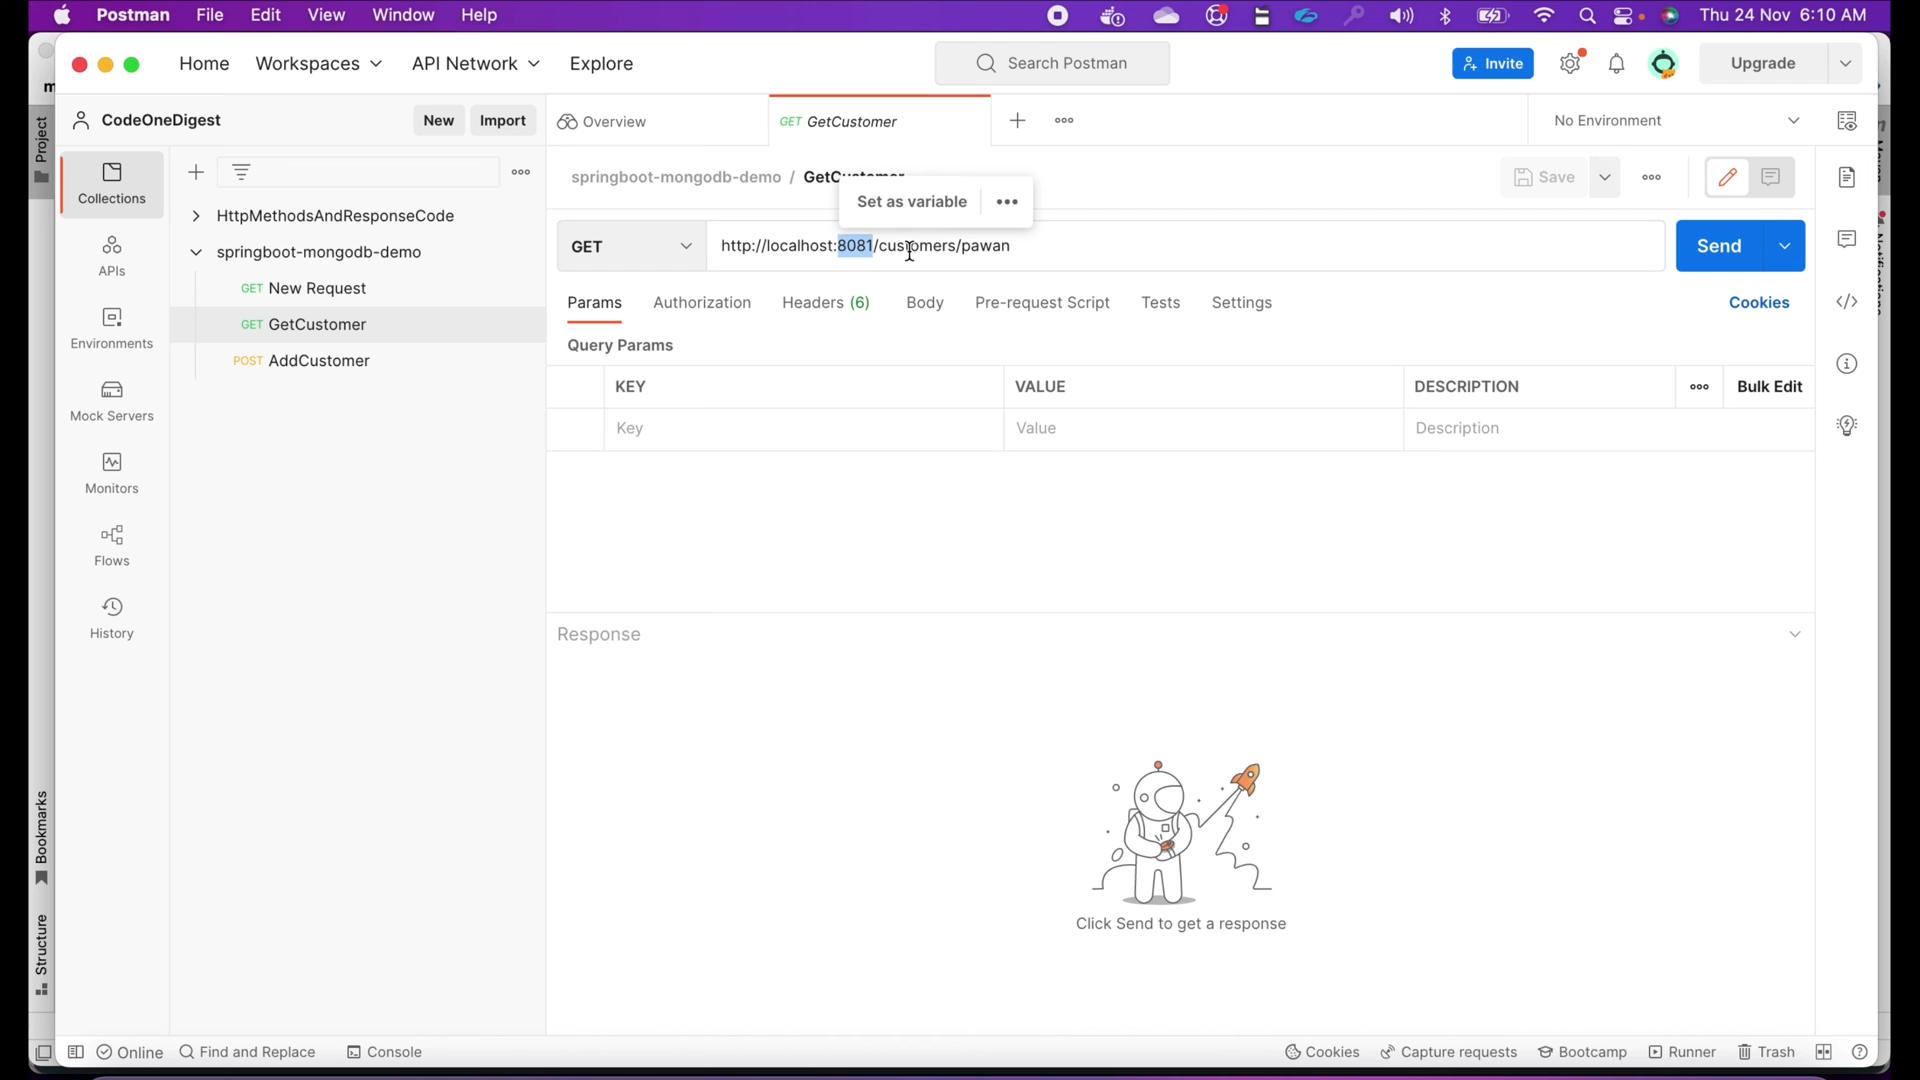 Postman File Edit View Window Help Thu 24 Nov 6:10 AM
Home Workspaces API Network Explore Search Postman Invite Upgrade
CodeOneDigest New Import Overview GET GetCustomer No Environment
Project
springboot-mongodb-demo / GetCustomer Save
Set as variable
Collections
HttpMethodsAndResponseCode
springboot-mongodb-demo
GET New Request
GET GetCustomer
POST AddCustomer
APIs
Environments
Mock Servers
Monitors
Flows
History
GET http://localhost:8081/customers/pawan Send
Params Authorization Headers (6) Body Pre-request Script Tests Settings Cookies
Query Params
KEY VALUE DESCRIPTION Bulk Edit
Key Value Description
Response
Click Send to get a response
Bookmarks
Structure
Online Find and Replace Console Cookies Capture requests Bootcamp Runner Trash